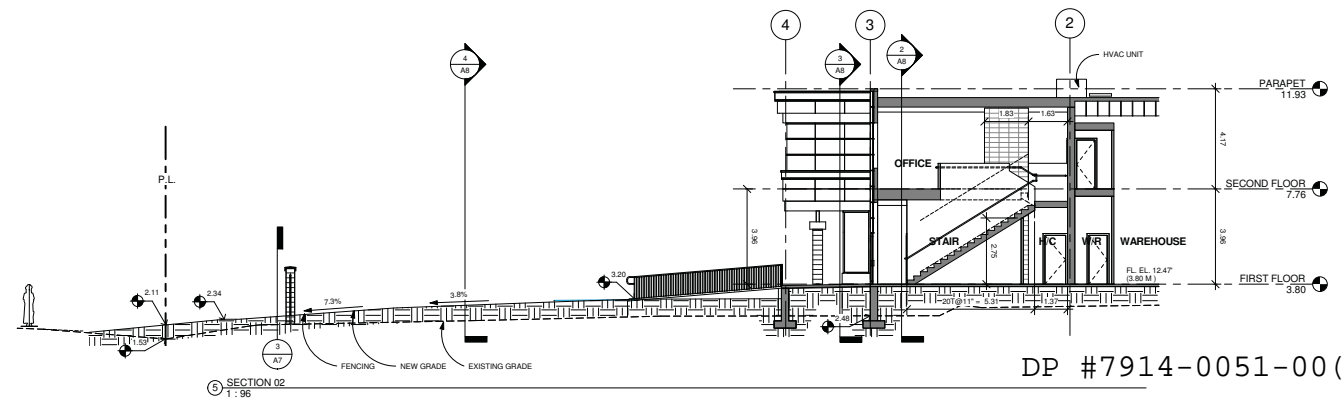 4
3
2
4
A8
3
A8
2
A8
HVAC UNIT
PARAPET
11.93
1.83
1.63
4.17
P.L.
OFFICE
SECOND FLOOR
7.76
3.96
3.96
STAIR
2.75
H/C
W/R
WAREHOUSE
FL. EL. 12.47'
(3.80 M )
FIRST FLOOR
3.80
3.20
2.11
2.34
7.3%
3.8%
20T@11" = 5.31
1.37
2.48
1.53
3
A7
FENCING
NEW GRADE
EXISTING GRADE
DP #7914-0051-00(
5
SECTION 02
1 : 96